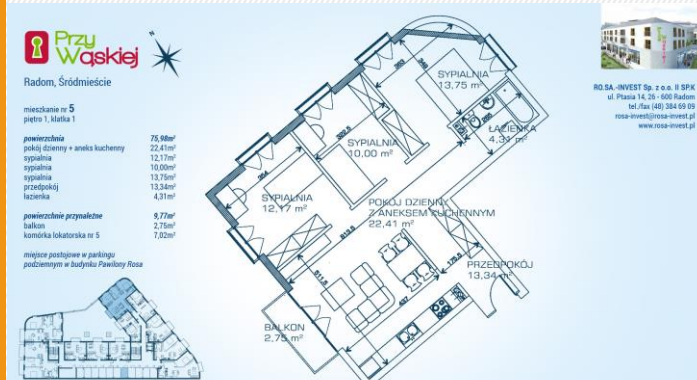 Przy
Wąskiej
Radom, Śródmieście
mieszkanie nr 5
piętro 1, klatka 1
powierzchnia 75,98m²
pokój dzienny + aneks kuchenny 22,41m²
sypialnia 12,17m²
sypialnia 10,00m²
sypialnia 13,75m²
przedpokój 13,34m²
łazienka 4,31m²
powierzchnie przynależne 9,77m²
balkon 2,75m²
komórka lokatorska nr 5 7,02m²
miejsce postojowe w parkingu
podziemnym w budynku Pawilony Rosa
SYPIALNIA
13,75 m²
ŁAZIENKA
4,31 m²
SYPIALNIA
10,00 m²
SYPIALNIA
12,17 m²
POKÓJ DZIENNY
Z ANEKSEM KUCHENNYM
22,41 m²
PRZEDPOKÓJ
13,34 m²
BALKON
2,75 m²
RO.SA.-INVEST Sp. z o.o. II SP.K
ul. Ptasia 14, 26 - 600 Radom
tel./fax (48) 384 69 09
rosa-invest@rosa-invest.pl
www.rosa-invest.pl